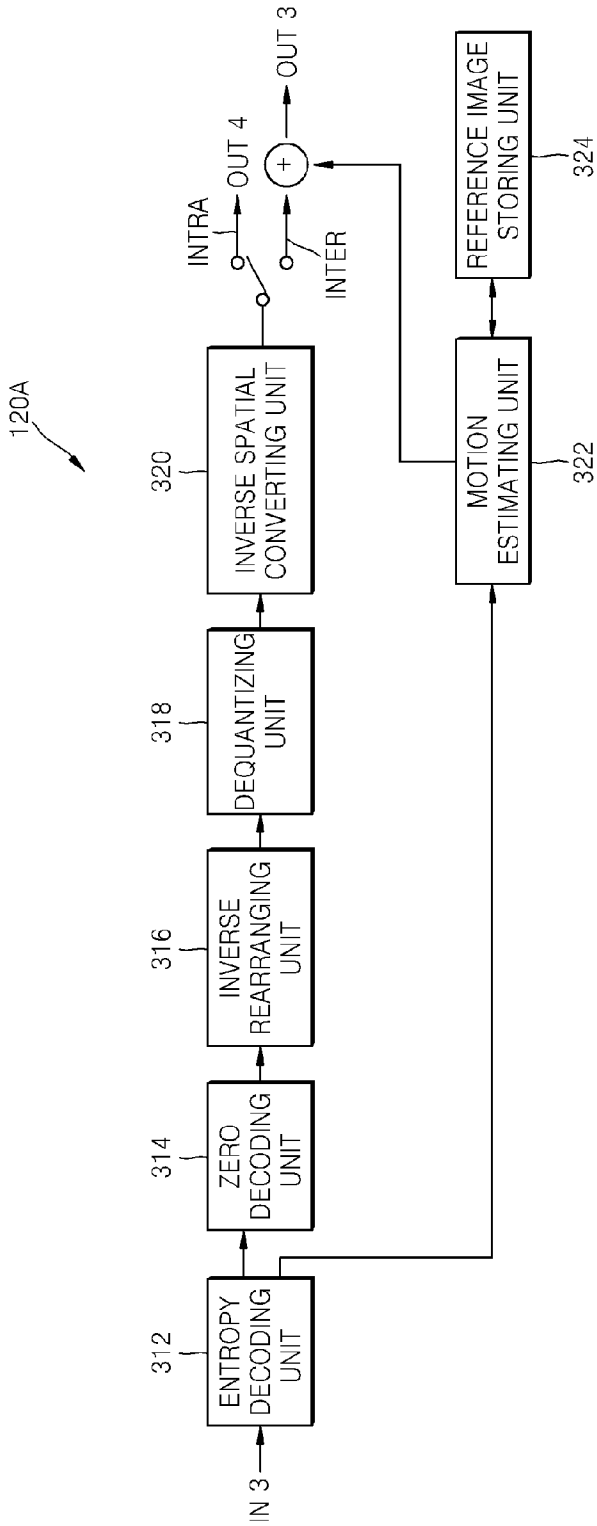 120A
IN 3
312
ENTROPY
DECODING
UNIT
314
ZERO
DECODING
UNIT
316
INVERSE
REARRANGING
UNIT
318
DEQUANTIZING
UNIT
320
INVERSE SPATIAL
CONVERTING UNIT
INTRA
OUT 4
INTER
+
OUT 3
MOTION
ESTIMATING UNIT
322
REFERENCE IMAGE
STORING UNIT
324